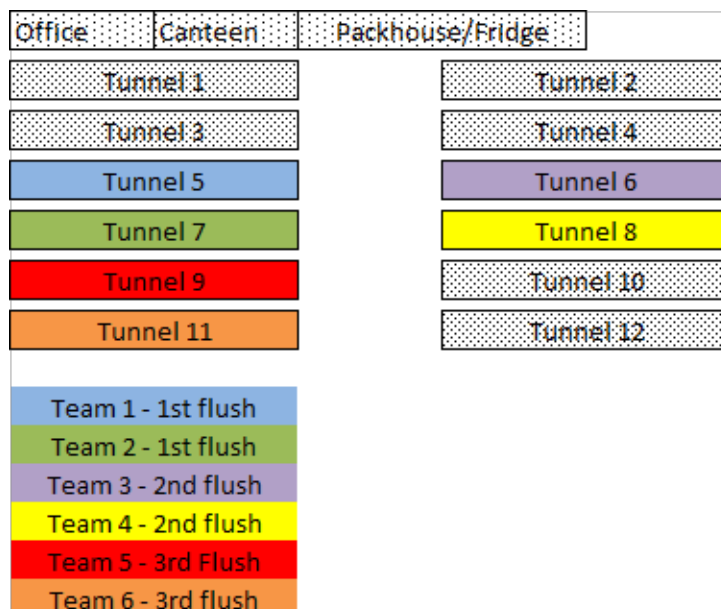 Office Canteen Packhouse/Fridge
Tunnel 1 Tunnel 2
Tunnel 3 Tunnel 4
Tunnel 5 Tunnel 6
Tunnel 7 Tunnel 8
Tunnel 9 Tunnel 10
Tunnel 11 Tunnel 12
Team 1 - 1st flush
Team 2 - 1st flush
Team 3 - 2nd flush
Team 4 - 2nd flush
Team 5 - 3rd Flush
Team 6 - 3rd flush